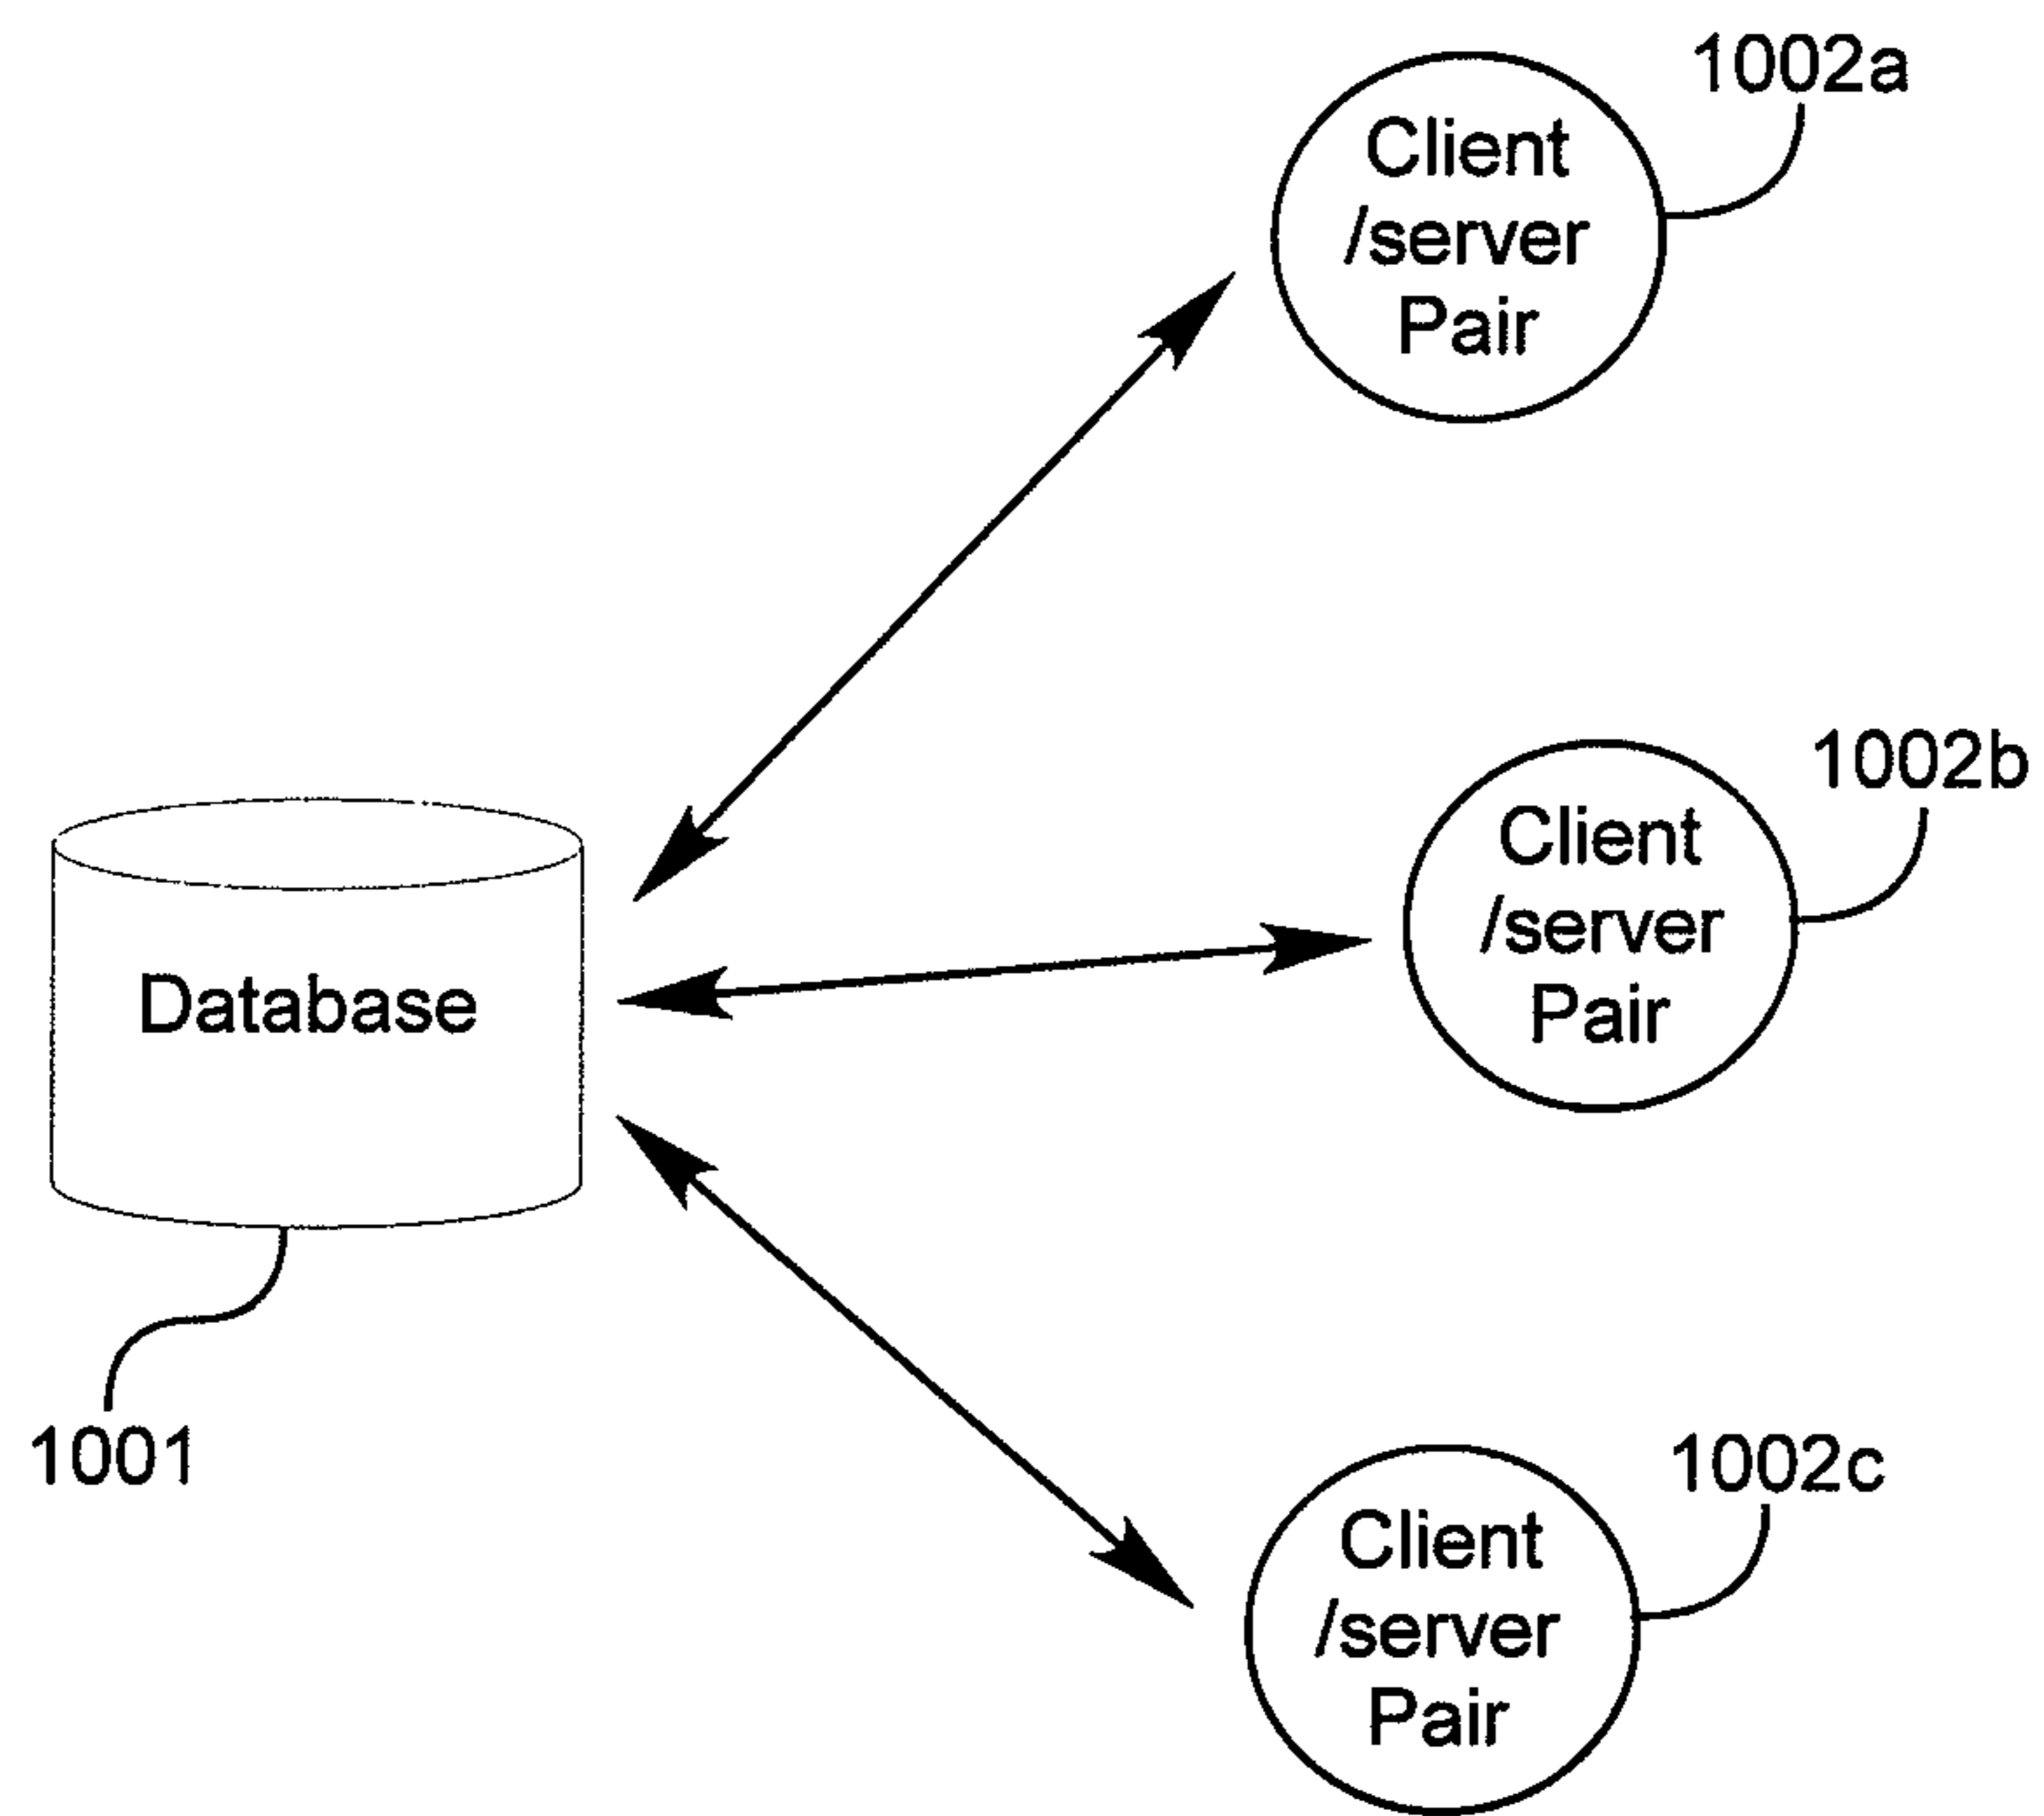 1002a
Client
/server
Pair
1002b
Client
/server
Pair
Database
1001
1002c
Client
/server
Pair